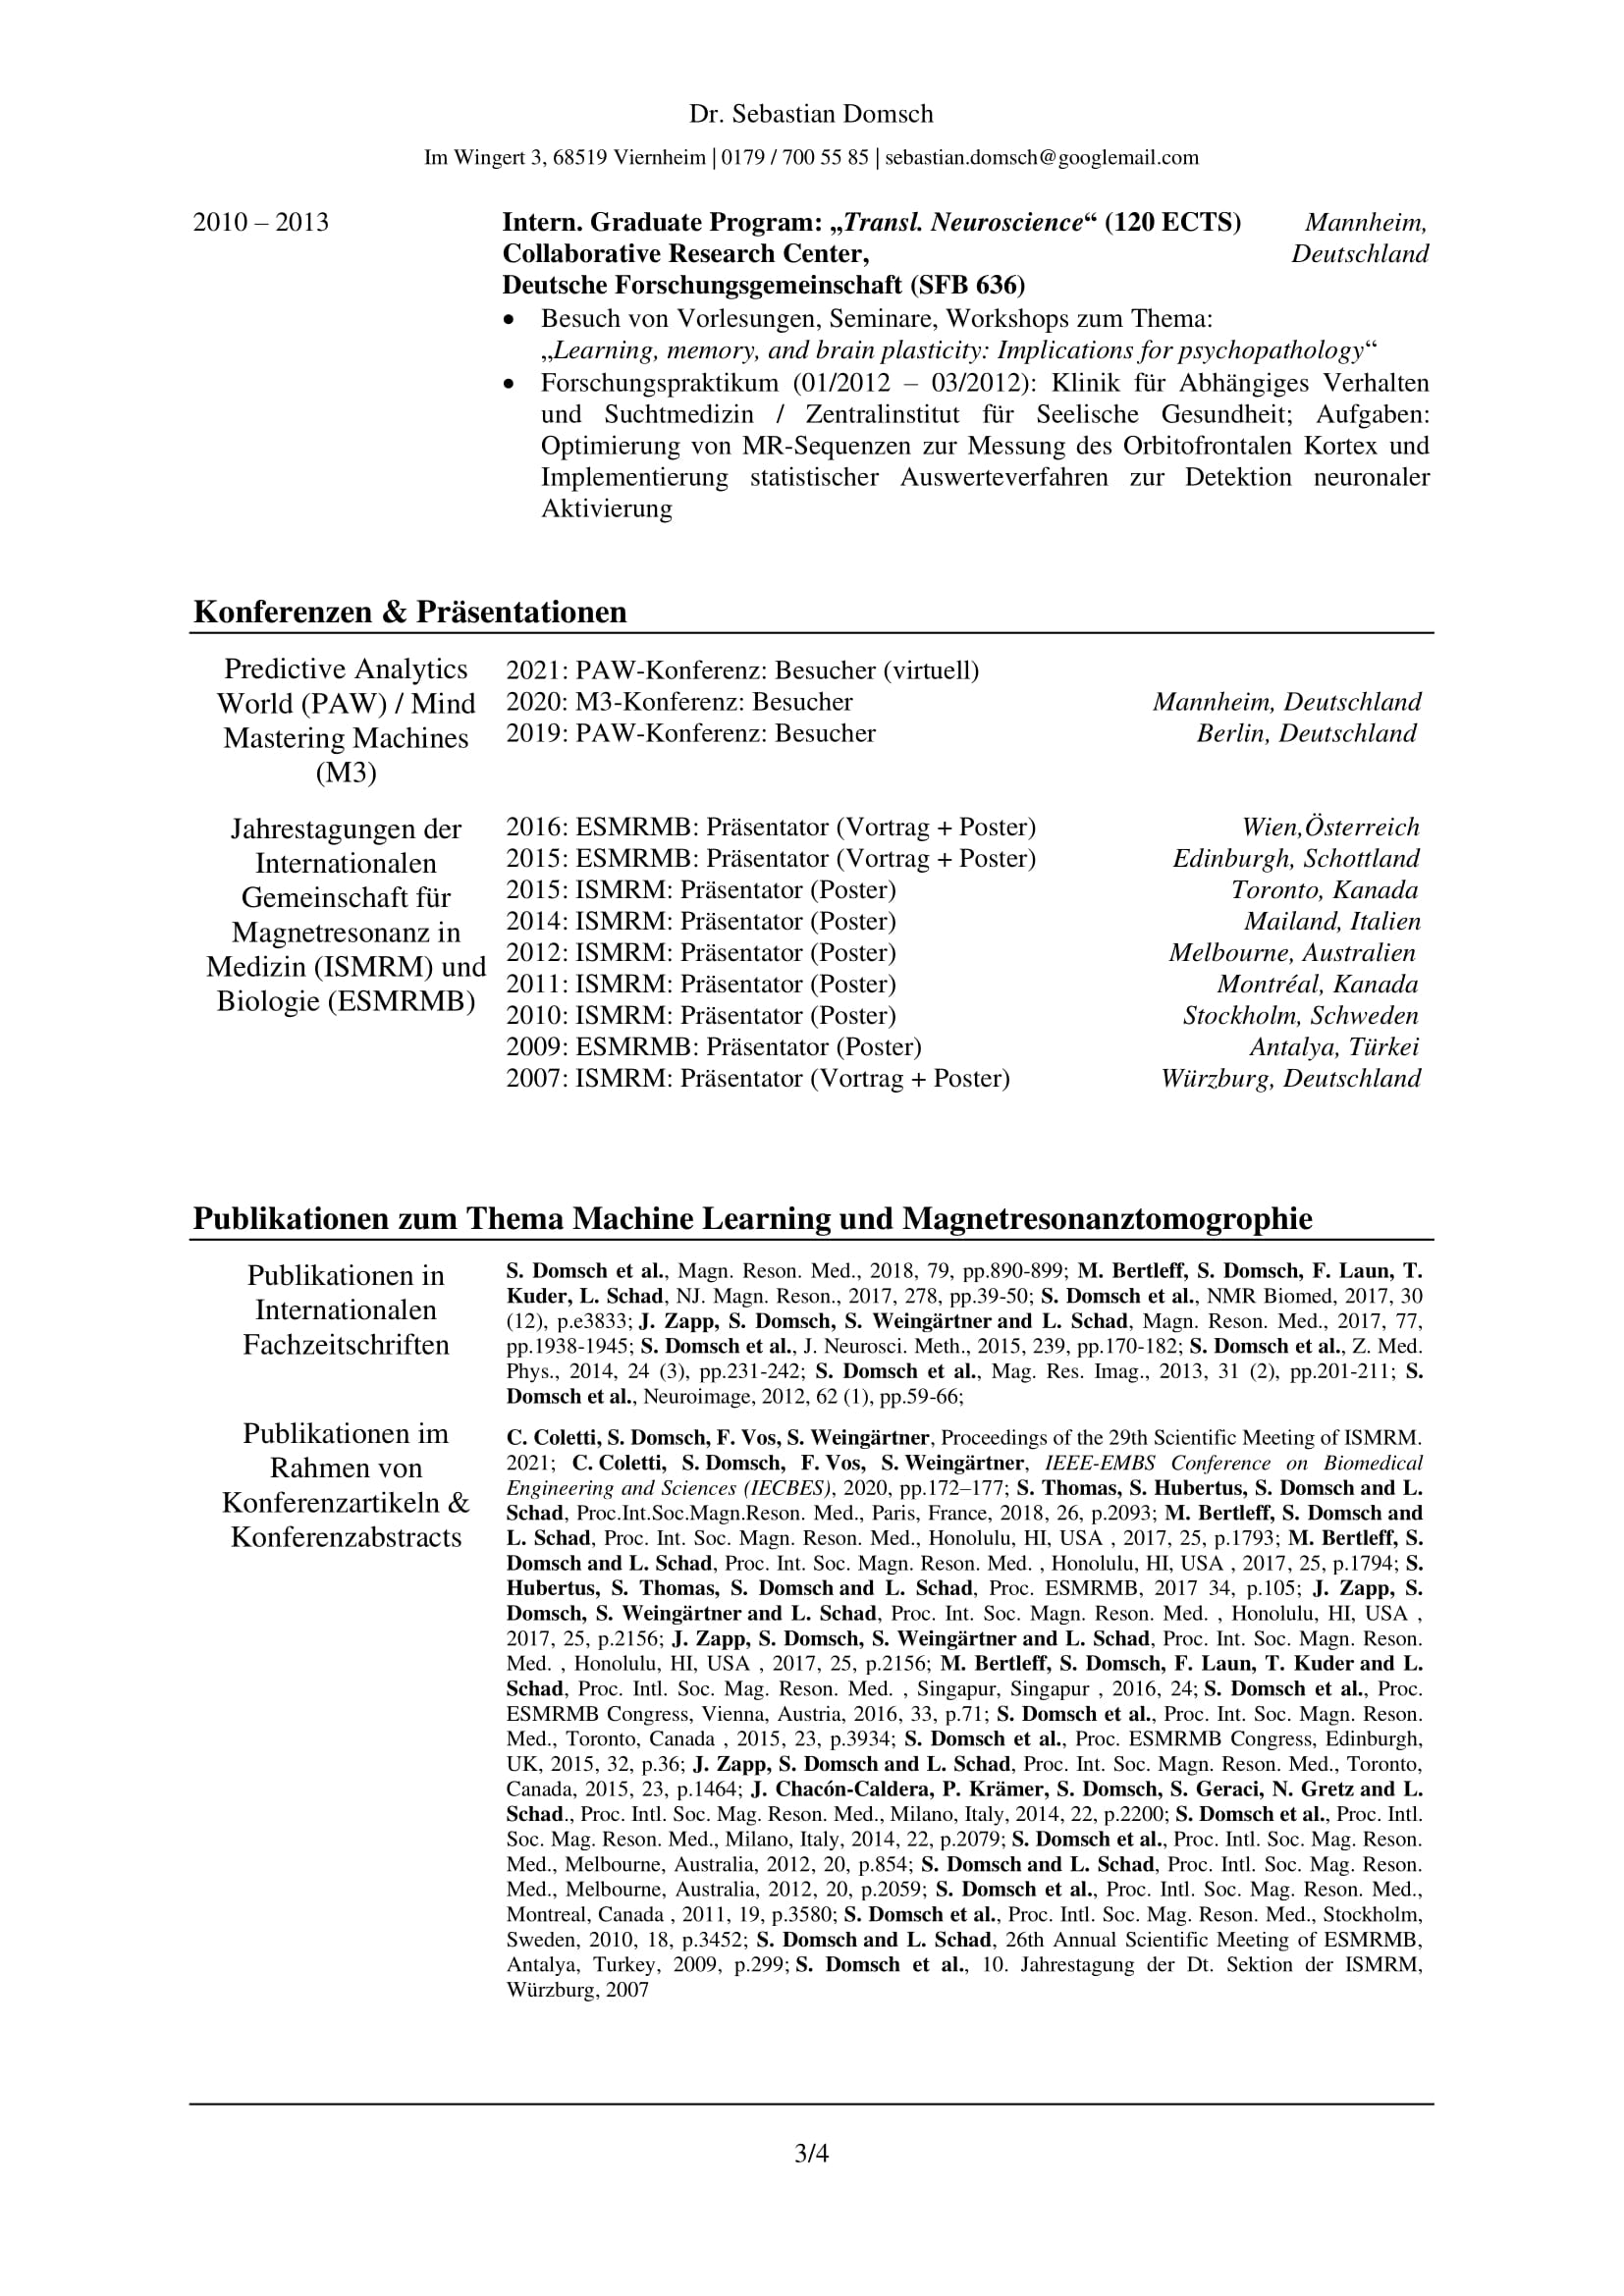 Dr. Sebastian Domsch
Im Wingert 3, 68519 Viernheim | 0179 / 700 55 85 | sebastian.domsch@googlemail.com
2010 – 2013 Intern. Graduate Program: „Transl. Neuroscience“ (120 ECTS) Mannheim,
Collaborative Research Center, Deutschland
Deutsche Forschungsgemeinschaft (SFB 636)
• Besuch von Vorlesungen, Seminare, Workshops zum Thema:
„Learning, memory, and brain plasticity: Implications for psychopathology“
• Forschungspraktikum (01/2012 – 03/2012): Klinik für Abhängiges Verhalten
und Suchtmedizin / Zentralinstitut für Seelische Gesundheit; Aufgaben:
Optimierung von MR-Sequenzen zur Messung des Orbitofrontalen Kortex und
Implementierung statistischer Auswerteverfahren zur Detektion neuronaler
Aktivierung
Konferenzen & Präsentationen
Predictive Analytics
World (PAW) / Mind
Mastering Machines
(M3)
2021: PAW-Konferenz: Besucher (virtuell)
2020: M3-Konferenz: Besucher Mannheim, Deutschland
2019: PAW-Konferenz: Besucher Berlin, Deutschland
Jahrestagungen der
Internationalen
Gemeinschaft für
Magnetresonanz in
Medizin (ISMRM) und
Biologie (ESMRMB)
2016: ESMRMB: Präsentator (Vortrag + Poster) Wien,Österreich
2015: ESMRMB: Präsentator (Vortrag + Poster) Edinburgh, Schottland
2015: ISMRM: Präsentator (Poster) Toronto, Kanada
2014: ISMRM: Präsentator (Poster) Mailand, Italien
2012: ISMRM: Präsentator (Poster) Melbourne, Australien
2011: ISMRM: Präsentator (Poster) Montréal, Kanada
2010: ISMRM: Präsentator (Poster) Stockholm, Schweden
2009: ESMRMB: Präsentator (Poster) Antalya, Türkei
2007: ISMRM: Präsentator (Vortrag + Poster) Würzburg, Deutschland
Publikationen zum Thema Machine Learning und Magnetresonanztomogrophie
Publikationen in
Internationalen
Fachzeitschriften
S. Domsch et al., Magn. Reson. Med., 2018, 79, pp.890-899; M. Bertleff, S. Domsch, F. Laun, T.
Kuder, L. Schad, NJ. Magn. Reson., 2017, 278, pp.39-50; S. Domsch et al., NMR Biomed, 2017, 30
(12), p.e3833; J. Zapp, S. Domsch, S. Weingärtner and L. Schad, Magn. Reson. Med., 2017, 77,
pp.1938-1945; S. Domsch et al., J. Neurosci. Meth., 2015, 239, pp.170-182; S. Domsch et al., Z. Med.
Phys., 2014, 24 (3), pp.231-242; S. Domsch et al., Mag. Res. Imag., 2013, 31 (2), pp.201-211; S.
Domsch et al., Neuroimage, 2012, 62 (1), pp.59-66;
Publikationen im
Rahmen von
Konferenzartikeln &
Konferenzabstracts
C. Coletti, S. Domsch, F. Vos, S. Weingärtner, Proceedings of the 29th Scientific Meeting of ISMRM.
2021; C. Coletti, S. Domsch, F. Vos, S. Weingärtner, IEEE-EMBS Conference on Biomedical
Engineering and Sciences (IECBES), 2020, pp.172–177; S. Thomas, S. Hubertus, S. Domsch and L.
Schad, Proc.Int.Soc.Magn.Reson. Med., Paris, France, 2018, 26, p.2093; M. Bertleff, S. Domsch and
L. Schad, Proc. Int. Soc. Magn. Reson. Med., Honolulu, HI, USA , 2017, 25, p.1793; M. Bertleff, S.
Domsch and L. Schad, Proc. Int. Soc. Magn. Reson. Med. , Honolulu, HI, USA , 2017, 25, p.1794; S.
Hubertus, S. Thomas, S. Domsch and L. Schad, Proc. ESMRMB, 2017 34, p.105; J. Zapp, S.
Domsch, S. Weingärtner and L. Schad, Proc. Int. Soc. Magn. Reson. Med. , Honolulu, HI, USA ,
2017, 25, p.2156; J. Zapp, S. Domsch, S. Weingärtner and L. Schad, Proc. Int. Soc. Magn. Reson.
Med. , Honolulu, HI, USA , 2017, 25, p.2156; M. Bertleff, S. Domsch, F. Laun, T. Kuder and L.
Schad, Proc. Intl. Soc. Mag. Reson. Med. , Singapur, Singapur , 2016, 24; S. Domsch et al., Proc.
ESMRMB Congress, Vienna, Austria, 2016, 33, p.71; S. Domsch et al., Proc. Int. Soc. Magn. Reson.
Med., Toronto, Canada , 2015, 23, p.3934; S. Domsch et al., Proc. ESMRMB Congress, Edinburgh,
UK, 2015, 32, p.36; J. Zapp, S. Domsch and L. Schad, Proc. Int. Soc. Magn. Reson. Med., Toronto,
Canada, 2015, 23, p.1464; J. Chacón-Caldera, P. Krämer, S. Domsch, S. Geraci, N. Gretz and L.
Schad., Proc. Intl. Soc. Mag. Reson. Med., Milano, Italy, 2014, 22, p.2200; S. Domsch et al., Proc. Intl.
Soc. Mag. Reson. Med., Milano, Italy, 2014, 22, p.2079; S. Domsch et al., Proc. Intl. Soc. Mag. Reson.
Med., Melbourne, Australia, 2012, 20, p.854; S. Domsch and L. Schad, Proc. Intl. Soc. Mag. Reson.
Med., Melbourne, Australia, 2012, 20, p.2059; S. Domsch et al., Proc. Intl. Soc. Mag. Reson. Med.,
Montreal, Canada , 2011, 19, p.3580; S. Domsch et al., Proc. Intl. Soc. Mag. Reson. Med., Stockholm,
Sweden, 2010, 18, p.3452; S. Domsch and L. Schad, 26th Annual Scientific Meeting of ESMRMB,
Antalya, Turkey, 2009, p.299; S. Domsch et al., 10. Jahrestagung der Dt. Sektion der ISMRM,
Würzburg, 2007
3/4